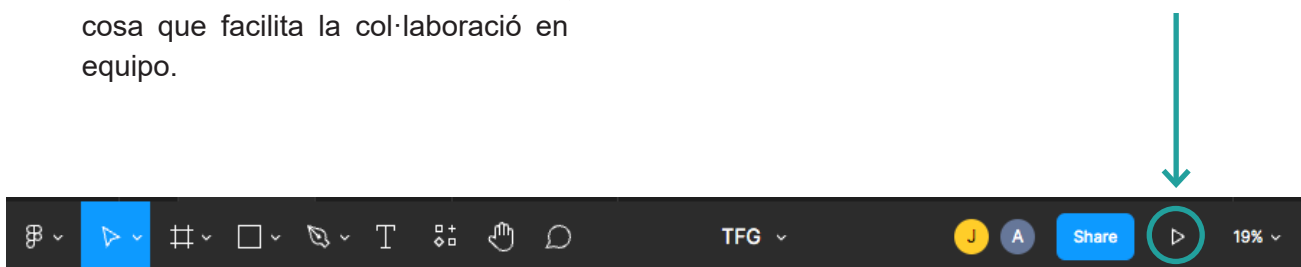 cosa que facilita la col·laboració en
equipo.
TFG J A Share 19%